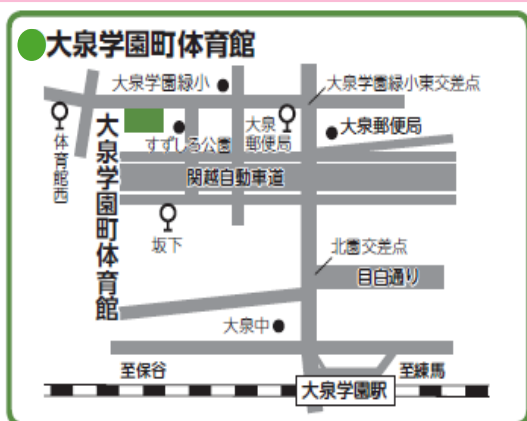 大泉学園町体育館
大泉学園緑小
大泉学園緑小東交差点
体育館西
大泉学園町体育館
すずしろ公園
大泉
郵便局
大泉郵便局
関越自動車道
坂下
北園交差点
目白通り
大泉中
至保谷
至練馬
大泉学園駅